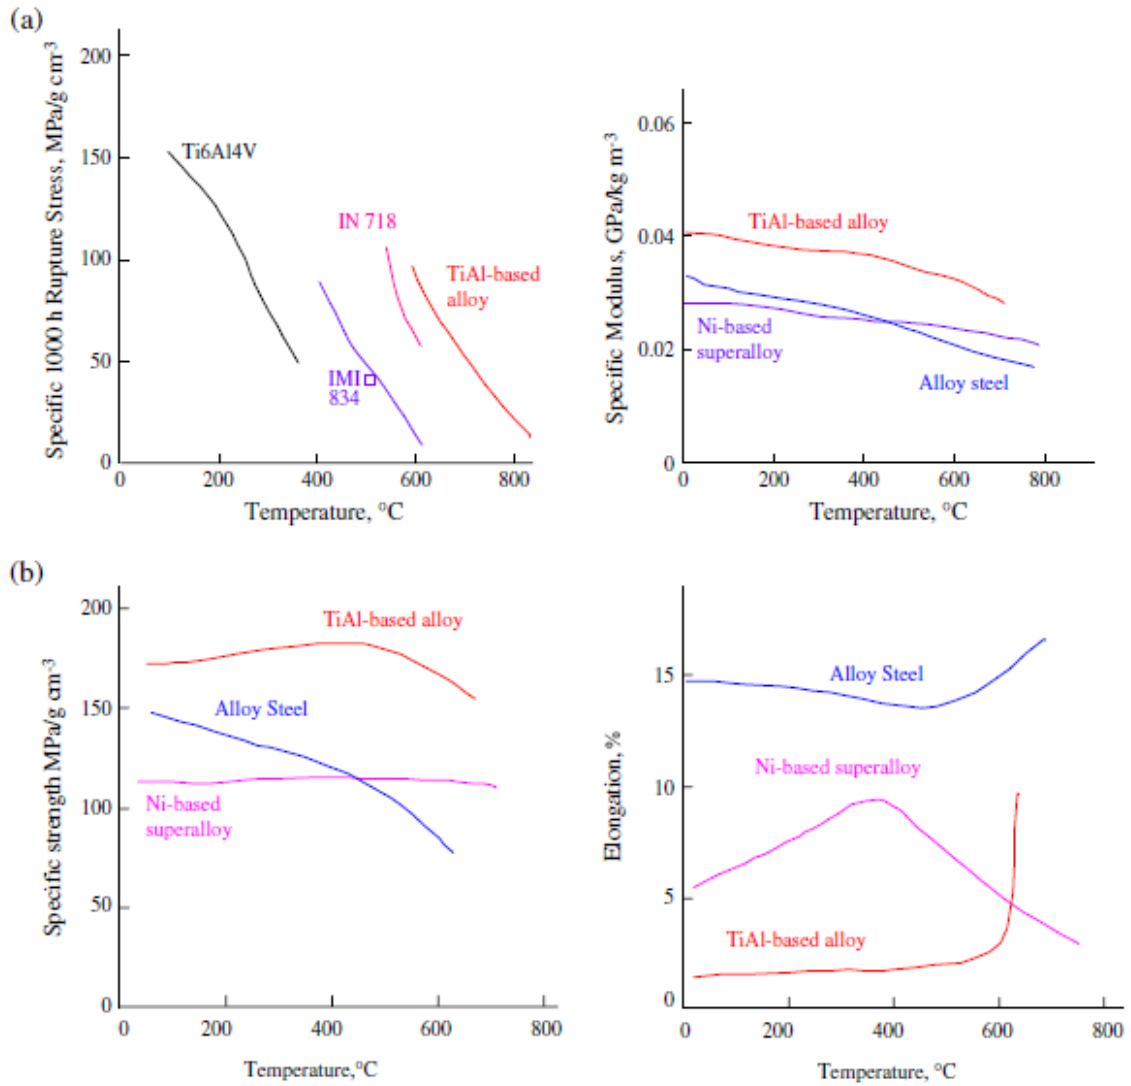 (a)
Specific 1000 h Rupture Stress, MPa/g cm-3
200
150
100
50
0
Ti6Al4V
IN 718
TiAl-based
alloy
IMI
834
0 200 400 600 800
Temperature, °C
Specific Modulus, GPa/kg m-3
0.06
0.04
0.02
0
TiAl-based alloy
Ni-based
superalloy
Alloy steel
0 200 400 600 800
Temperature, °C
(b)
Specific strength MPa/g cm-3
200
150
100
50
0
TiAl-based alloy
Alloy Steel
Ni-based
superalloy
0 200 400 600 800
Temperature,°C
Elongation, %
15
10
5
0
Alloy Steel
Ni-based superalloy
TiAl-based alloy
0 200 400 600 800
Temperature, °C